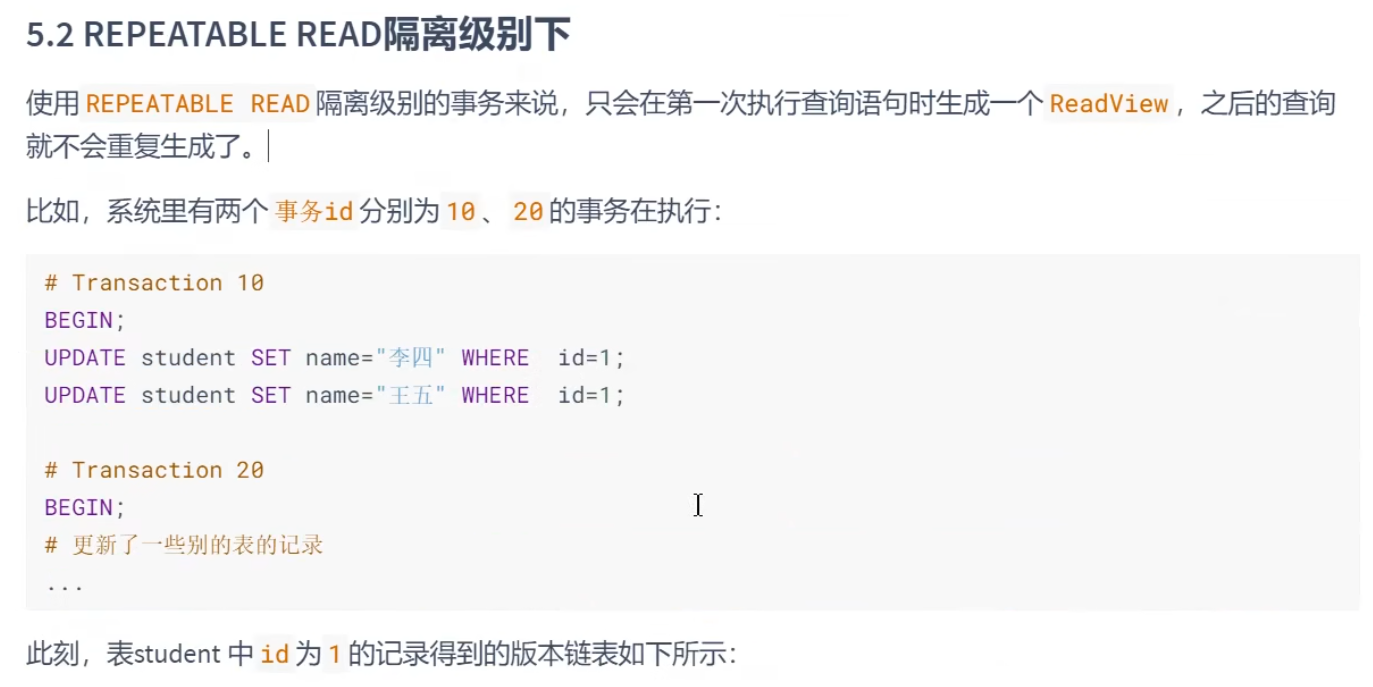 5.2 REPEATABLE READ隔离级别下
使用 REPEATABLE READ 隔离级别的事务来说，只会在第一次执行查询语句时生成一个 ReadView ，之后的查询
就不会重复生成了。
比如，系统里有两个 事务id 分别为 10 、 20 的事务在执行：
# Transaction 10
BEGIN;
UPDATE student SET name="李四" WHERE  id=1;
UPDATE student SET name="王五" WHERE  id=1;
# Transaction 20
BEGIN;
# 更新了一些别的表的记录
...
此刻，表student 中 id 为 1 的记录得到的版本链表如下所示：